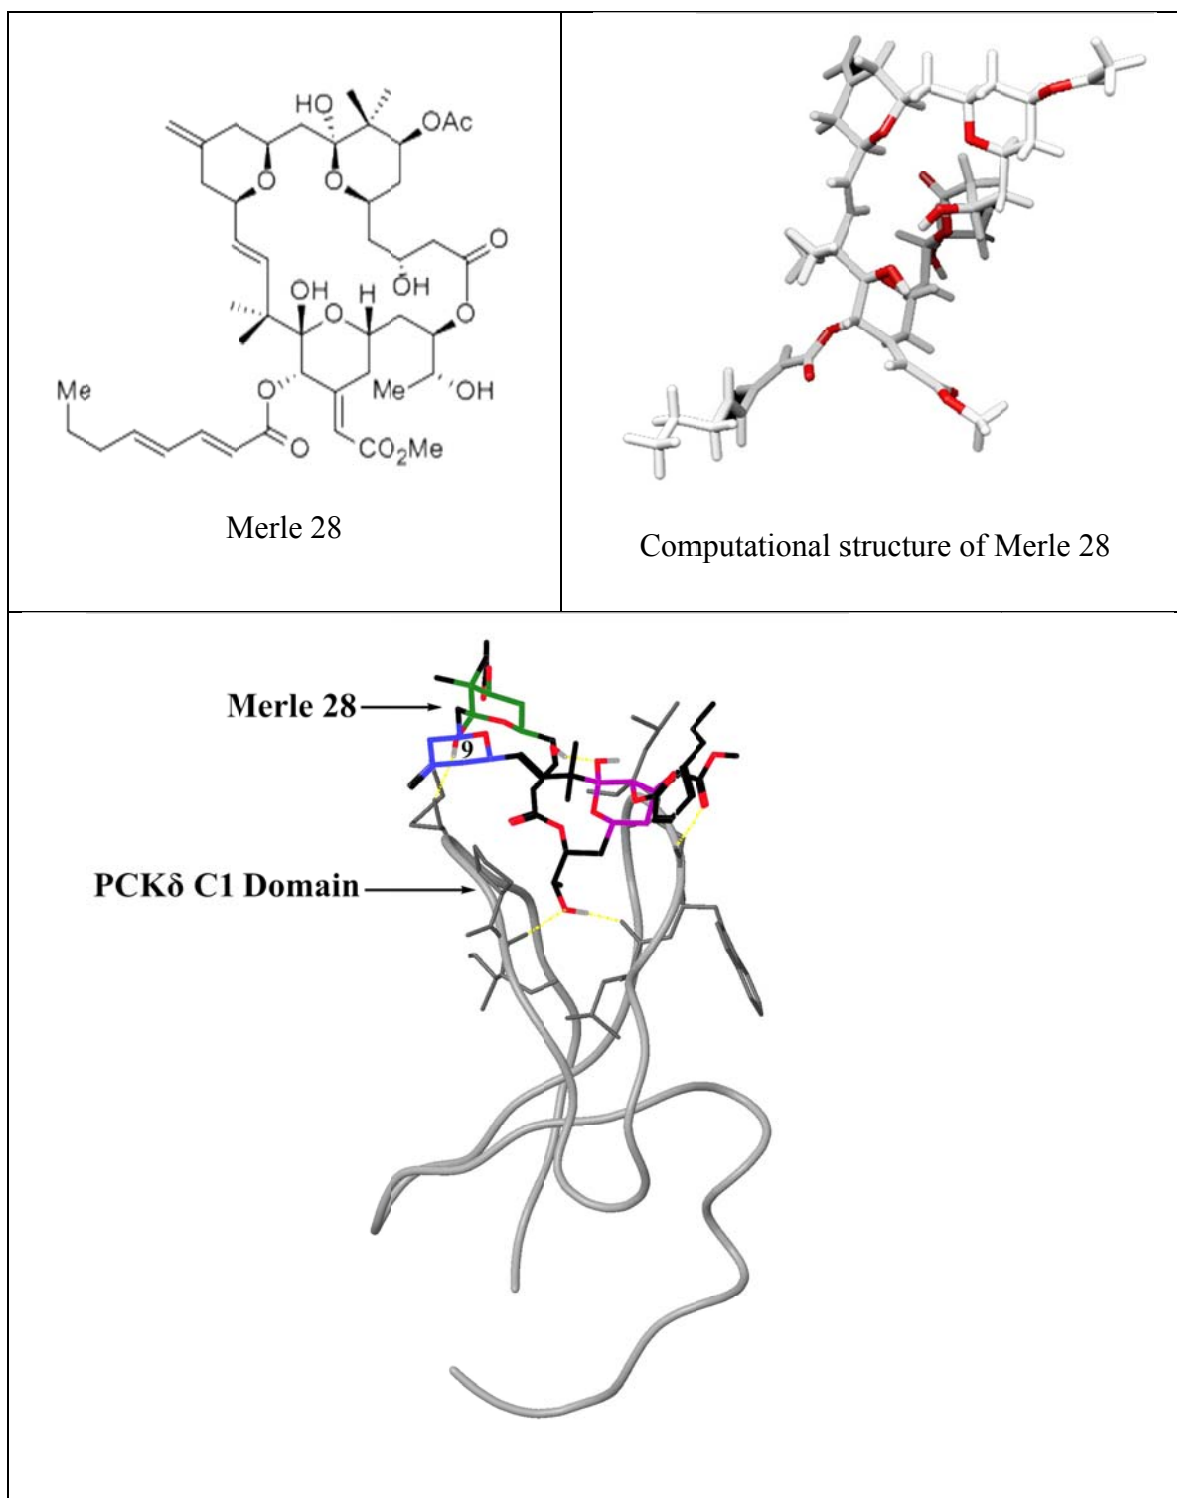 HO
OAc
O
O
O
OH
OH
H
O
O
O
Me
OH
Me
O
CO₂Me
Merle 28
Computational structure of Merle 28
Merle 28
9
PCKδ C1 Domain